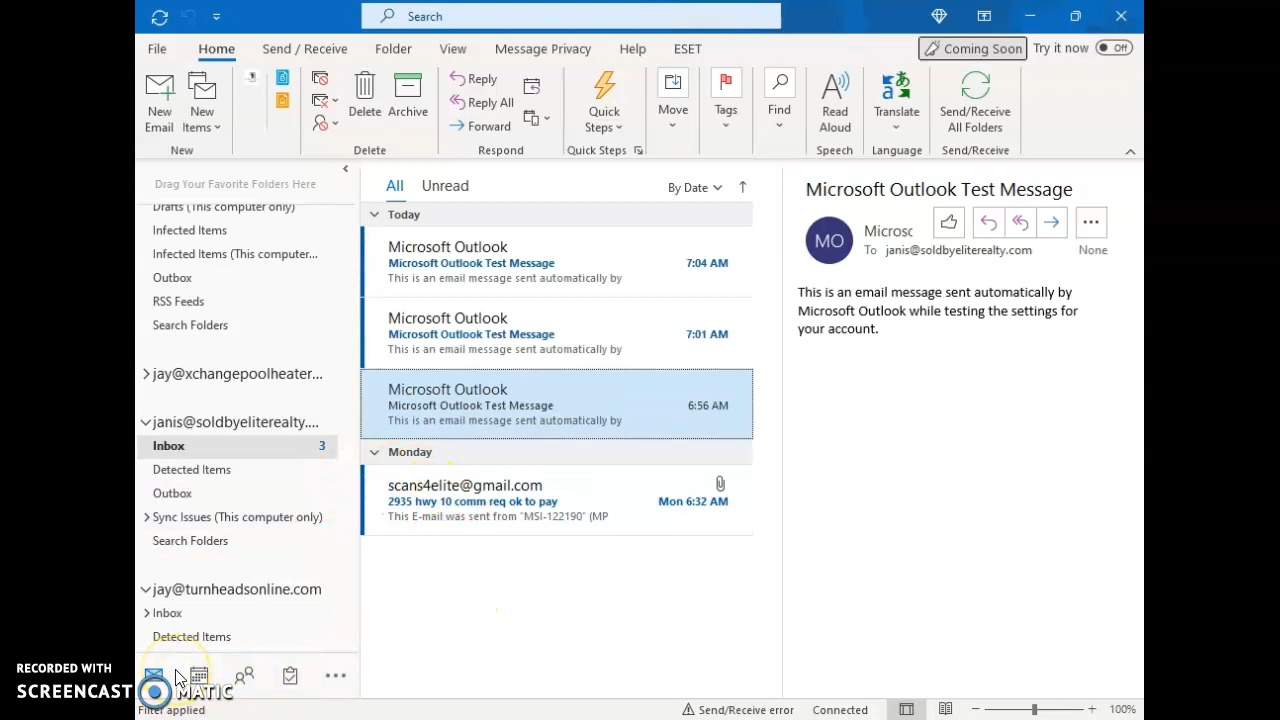 Search
File Home Send / Receive Folder View Message Privacy Help ESET Coming Soon Try it now Off
New Email
New Items
Delete
Archive
Reply
Reply All
Forward
Quick Steps
Move
Tags
Find
Read Aloud
Translate
Send/Receive All Folders
New Delete Respond Quick Steps Speech Language Send/Receive
Drag Your Favorite Folders Here
Drafts (This computer only)
Infected Items
Infected Items (This computer...
Outbox
RSS Feeds
Search Folders
jay@xchangepoolheater...
janis@soldbyeliterealty....
Inbox 3
Detected Items
Outbox
Sync Issues (This computer only)
Search Folders
jay@turnheadsonline.com
Inbox
Detected Items
All Unread By Date
Today
Microsoft Outlook
Microsoft Outlook Test Message 7:04 AM
This is an email message sent automatically by
Microsoft Outlook
Microsoft Outlook Test Message 7:01 AM
This is an email message sent automatically by
Microsoft Outlook
Microsoft Outlook Test Message 6:56 AM
This is an email message sent automatically by
Monday
scans4elite@gmail.com
2935 hwy 10 comm req ok to pay Mon 6:32 AM
This E-mail was sent from "MSI-122190" (MP
Microsoft Outlook Test Message
MO
Microsc
To janis@soldbyeliterealty.com None
This is an email message sent automatically by
Microsoft Outlook while testing the settings for
your account.
RECORDED WITH
SCREENCAST MATIC
Filter applied
Send/Receive error Connected 100%